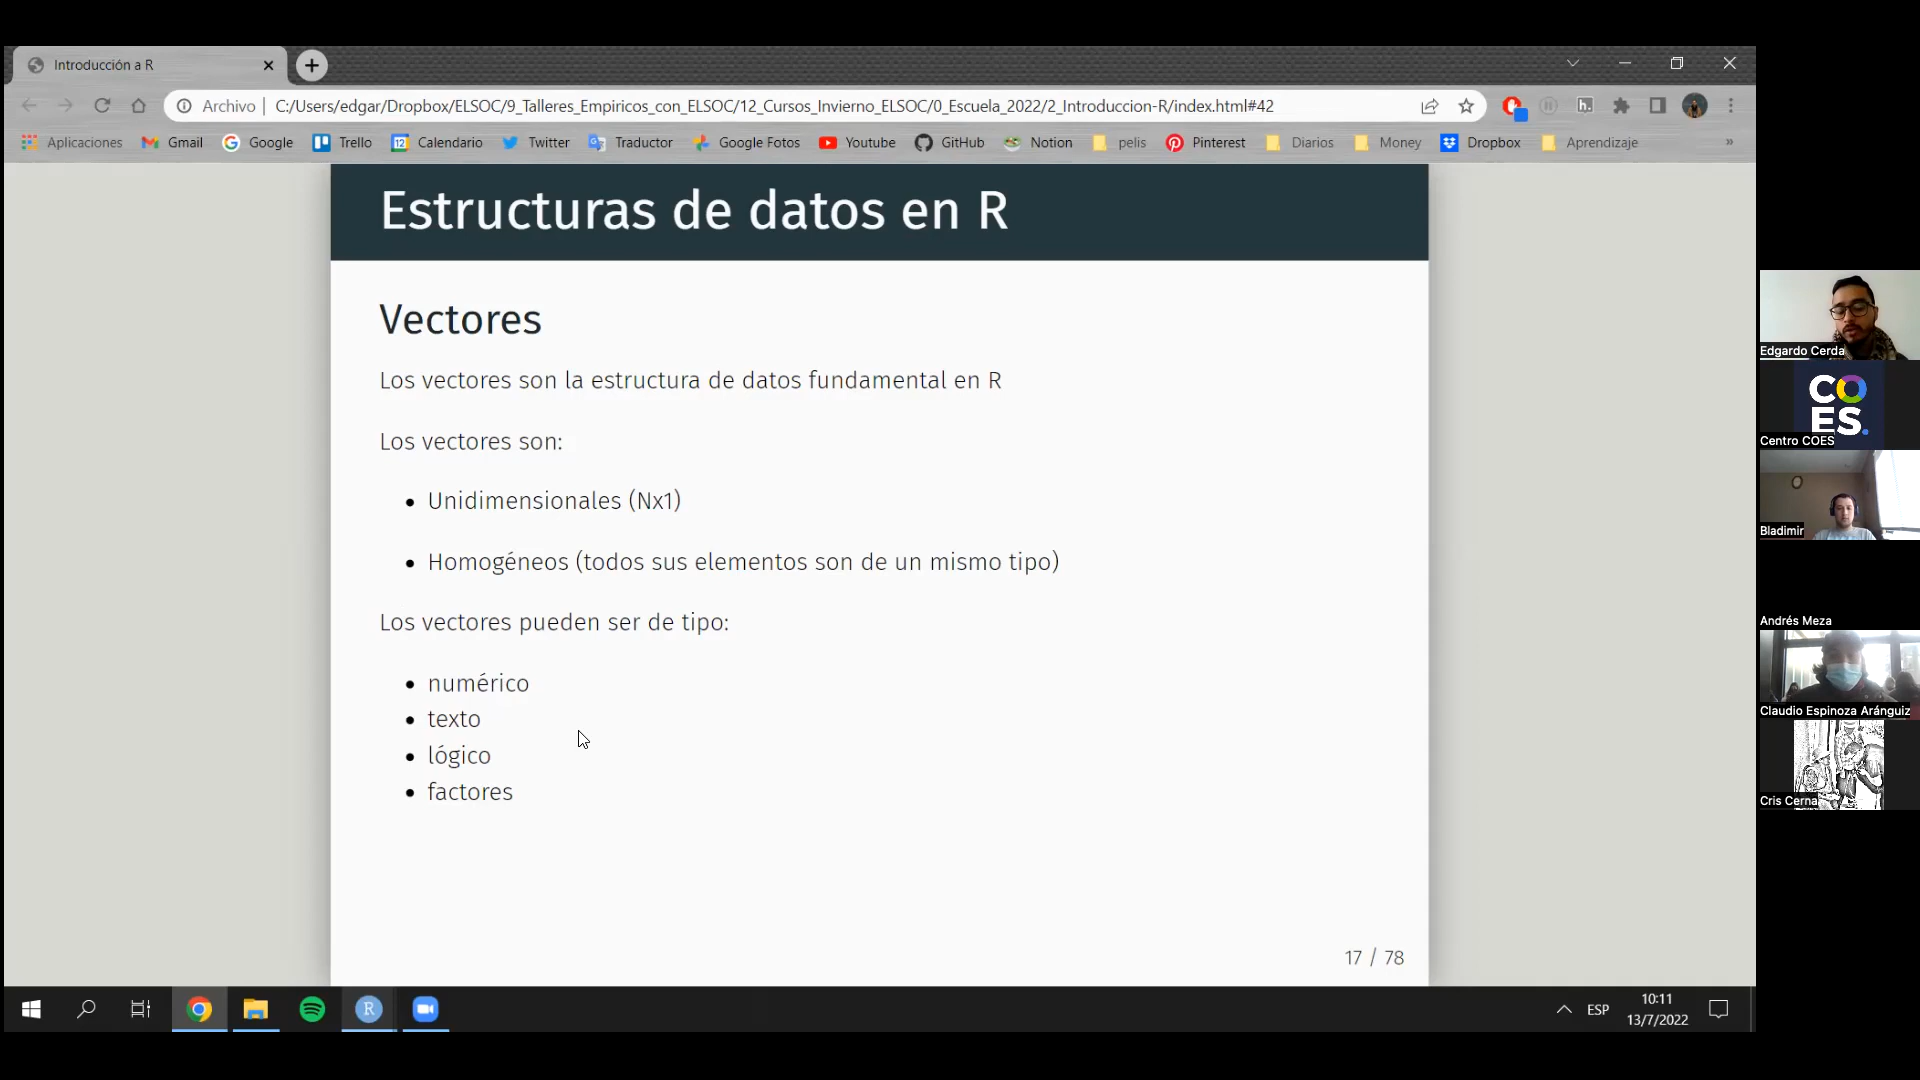 Introducción a R
Archivo | C:/Users/edgar/Dropbox/ELSOC/9_Talleres_Empiricos_con_ELSOC/12_Cursos_Invierno_ELSOC/0_Escuela_2022/2_Introduccion-R/index.html#42
Aplicaciones Gmail Google Trello Calendario Twitter Traductor Google Fotos Youtube GitHub Notion pelis Pinterest Diarios Money Dropbox Aprendizaje »
Estructuras de datos en R
Vectores
Los vectores son la estructura de datos fundamental en R
Los vectores son:
• Unidimensionales (Nx1)
• Homogéneos (todos sus elementos son de un mismo tipo)
Los vectores pueden ser de tipo:
• numérico
• texto
• lógico
• factores
17 / 78
Edgardo Cerda
CO
ES.
Centro COES
Bladimir
Andrés Meza
Claudio Espinoza Aránguiz
Cris Cerna
ESP
10:11
13/7/2022